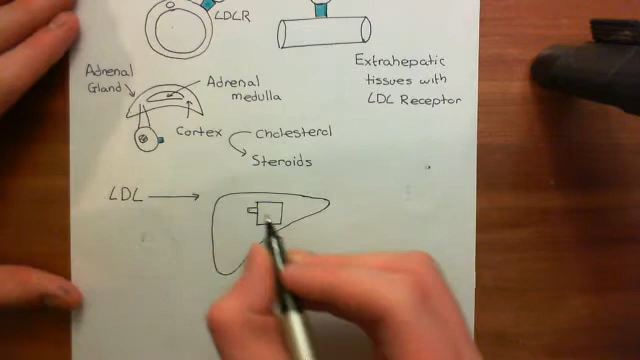 LDLR
Extrahepatic
tissues with
LDL Receptor
Adrenal
Gland
Adrenal
medulla
Cortex
Cholesterol
Steroids
LDL